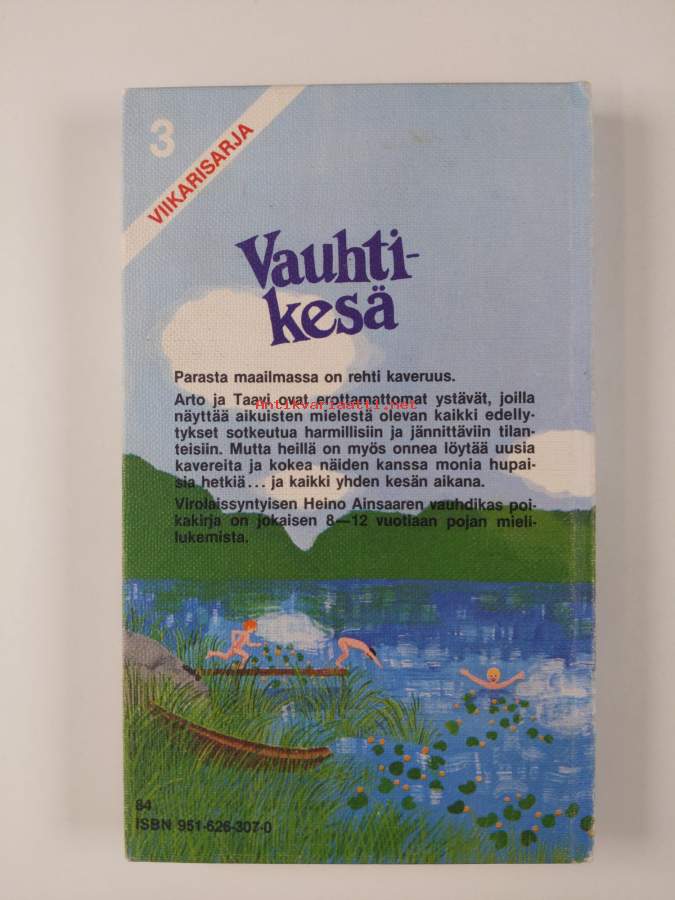 3
VIIKARISARJA
Vauhti-
kesä
Parasta maailmassa on rehti kaveruus.
Arto ja Taavi ovat erottamattomat ystävät, joilla
Antikvariaatti.net
näyttää aikuisten mielestä olevan kaikki edelly-
tykset sotkeutua harmillisiin ja jännittäviin tilan-
teisiin. Mutta heillä on myös onnea löytää uusia
kavereita ja kokea näiden kanssa monia hupai-
sia hetkiä... ja kaikki yhden kesän aikana.
Virolaissyntyisen Heino Ainsaaren vauhdikas poi-
kakirja on jokaisen 8—12 vuotiaan pojan mieli-
lukemista.
84
ISBN 951-626-307-0